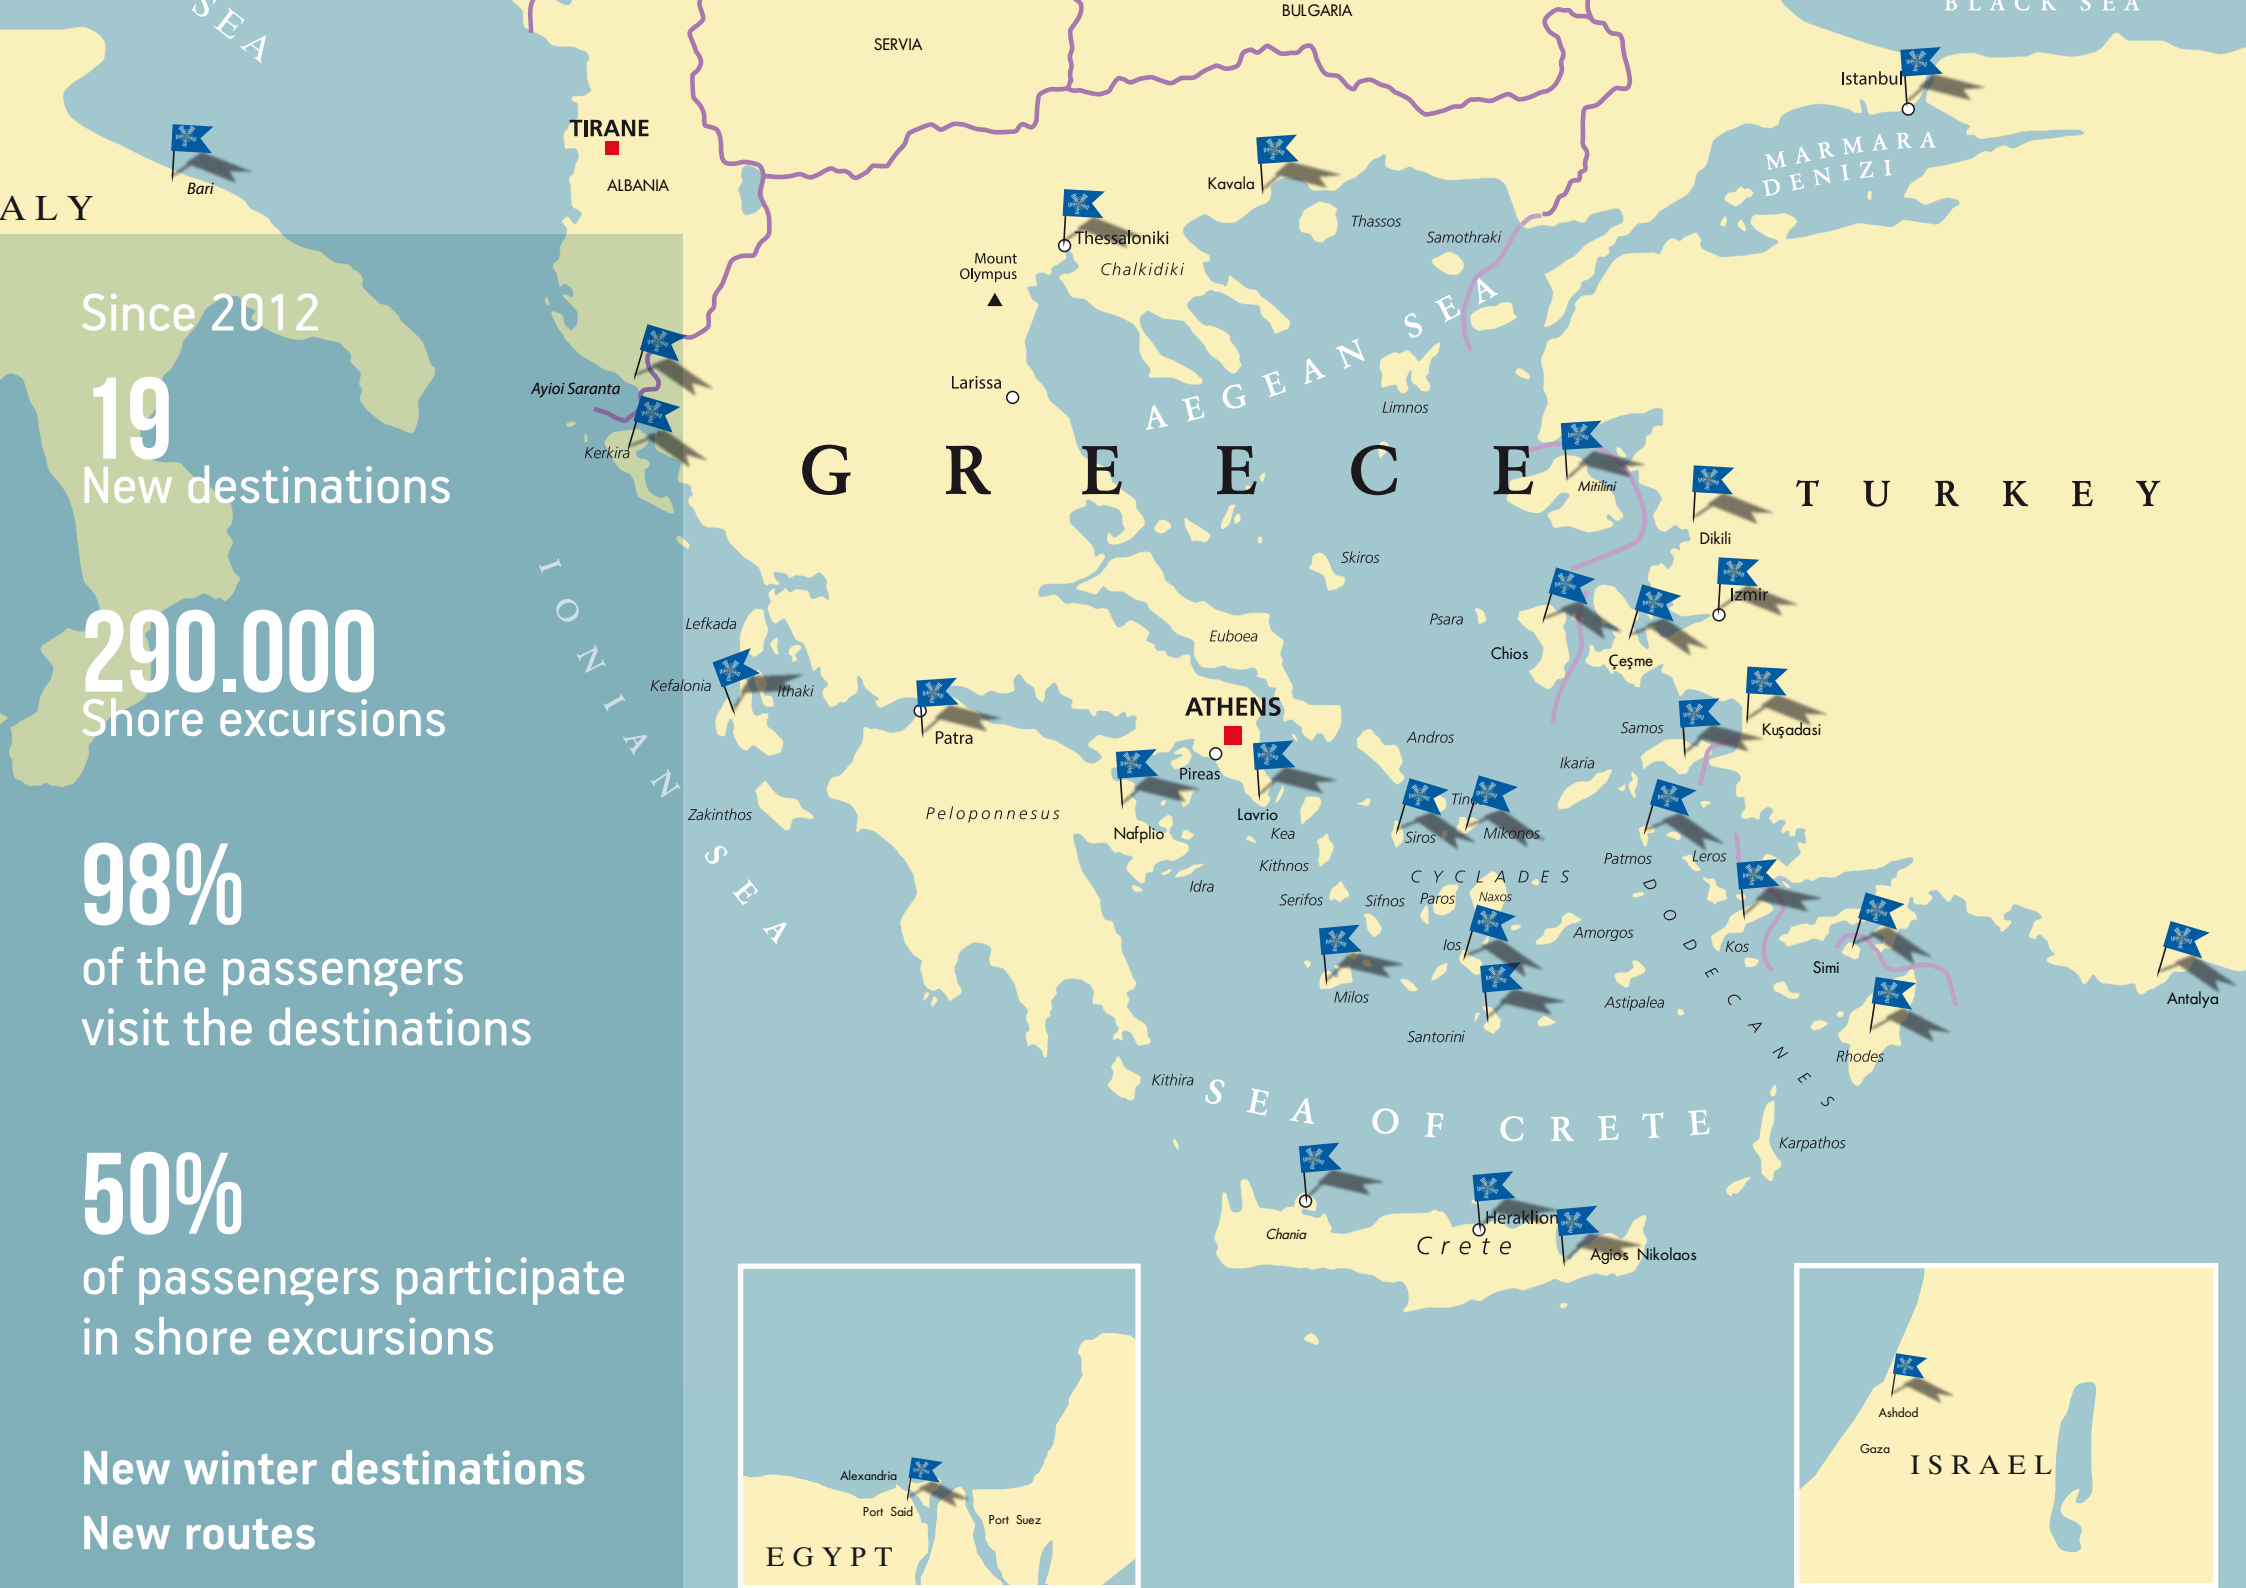 SEA
BULGARIA
BLACK SEA
SERVIA
Istanbul
TIRANE
MARMARA
DENIZI
ALBANIA
Bari
ALY
Kavala
Thassos
Samothraki
Thessaloniki
Mount
Olympus
Chalkidiki
AEGEAN SEA
Since 2012
19
New destinations
290.000
Shore excursions
98%
of the passengers
visit the destinations
50%
of passengers participate
in shore excursions
New winter destinations
New routes
Ayioi Saranta
Kerkira
Larissa
Limnos
GREECE
TURKEY
Mitilini
Dikili
Skiros
Izmir
Psara
Chios
Çeşme
IONIAN SEA
Lefkada
Euboea
Kefalonia
Ithaki
Patra
ATHENS
Pireas
Andros
Samos
Kuşadasi
Ikaria
Zakinthos
Peloponnesus
Nafplio
Lavrio
Kea
Siros
Mikonos
Kithnos
Idra
CYCLADES
Patmos
Leros
Serifos
Sifnos
Paros
Naxos
Ios
Amorgos
DODECANES
Kos
Simi
Milos
Santorini
Astipalea
Antalya
Rhodes
Kithira
SEA OF CRETE
Karpathos
Chania
Heraklion
Crete
Agios Nikolaos
Alexandria
Port Said
Port Suez
EGYPT
Ashdod
Gaza
ISRAEL